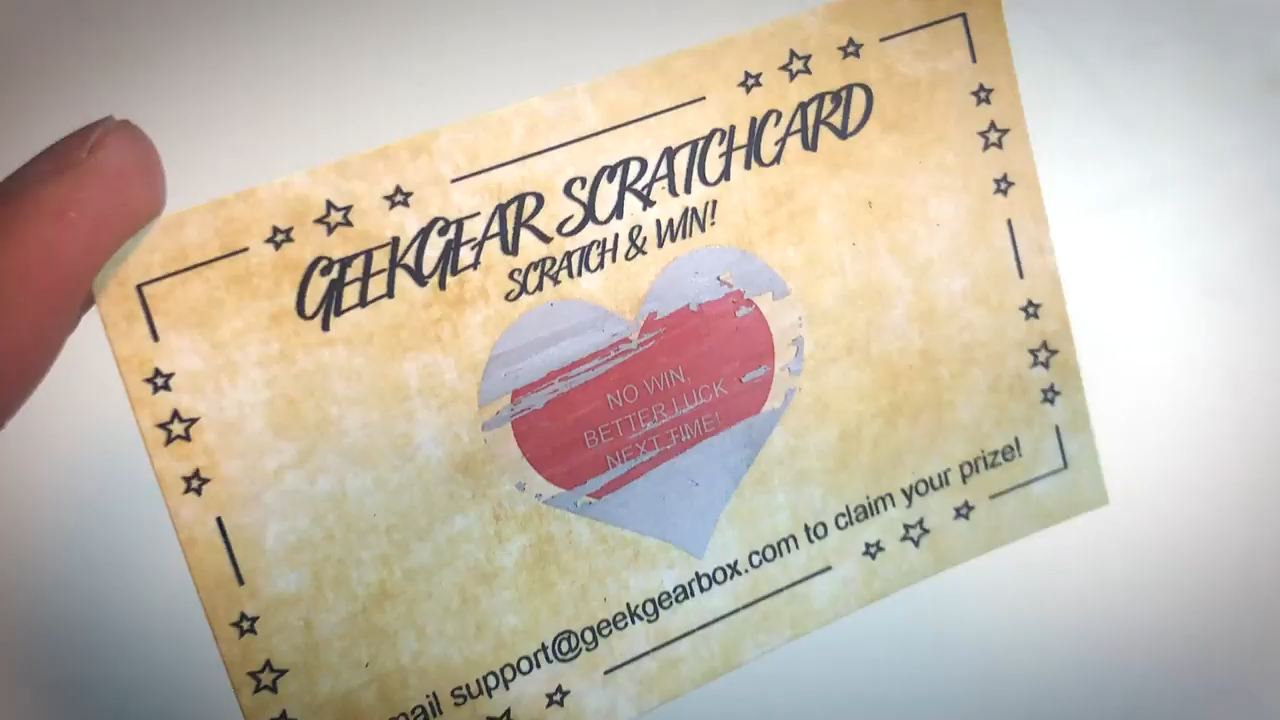 GEEKGEAR SCRATCHCARD
SCRATCH & WIN!
NO WIN,
BETTER LUCK
NEXT TIME!
support@geekgearbox.com to claim your prize!